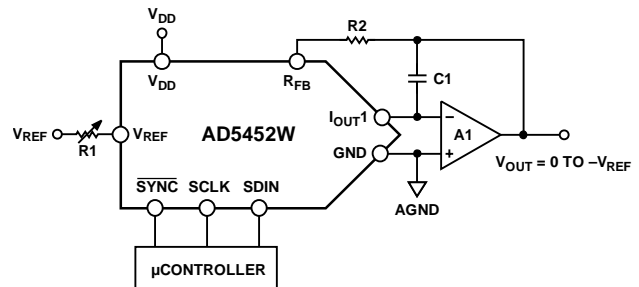 VDD
R2
VDD
RFB
C1
IOUT1
VREF
R1
VREF
AD5452W
A1
GND
VOUT = 0 TO –VREF
SYNC SCLK SDIN
AGND
µCONTROLLER